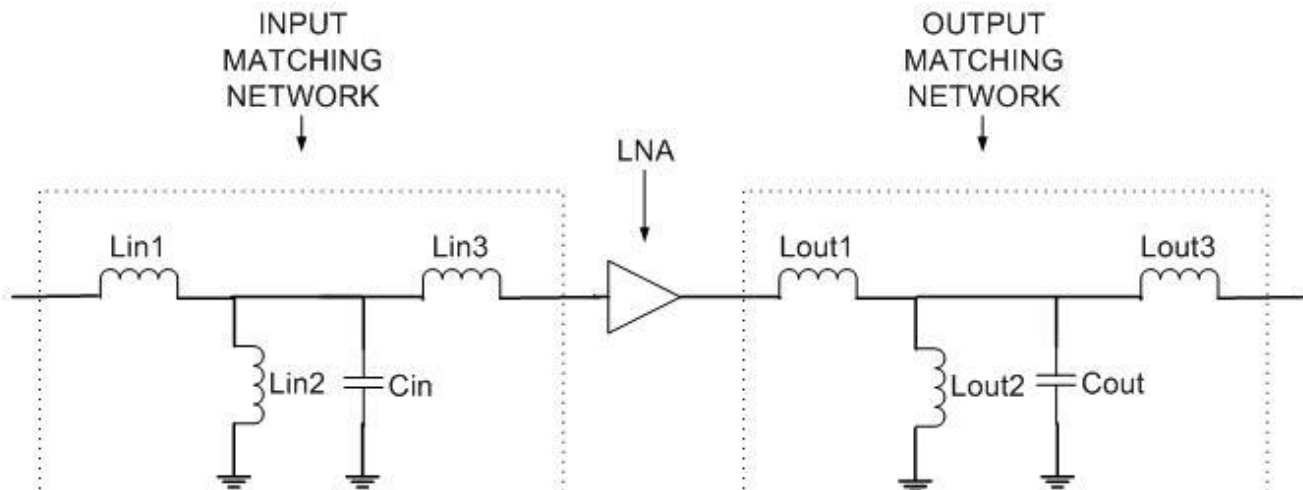 INPUT
MATCHING
NETWORK
OUTPUT
MATCHING
NETWORK
LNA
Lin1
Lin3
Lout1
Lout3
Lin2
Cin
Lout2
Cout